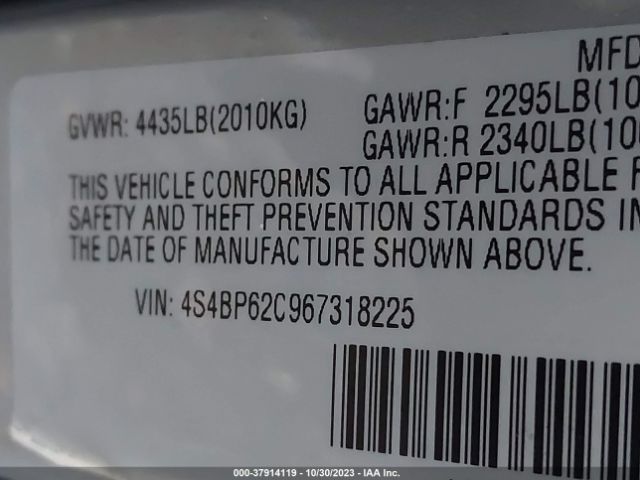 MFD
GVWR: 4435LB(2010KG) GAWR:F 2295LB(10
GAWR:R 2340LB(10
THIS VEHICLE CONFORMS TO ALL APPLICABLE F
SAFETY AND THEFT PREVENTION STANDARDS IN
THE DATE OF MANUFACTURE SHOWN ABOVE.
VIN: 4S4BP62C967318225
000-37914119 - 10/30/2023 - IAA Inc.